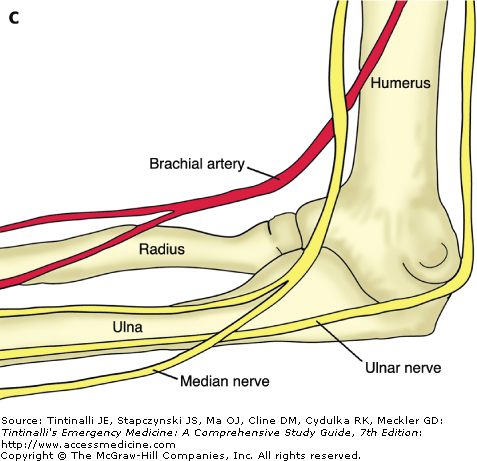 C
Humerus
Brachial artery
Radius
Ulna
Ulnar nerve
Median nerve
Source: Tintinalli JE, Stapczynski JS, Ma OJ, Cline DM, Cydulka RK, Meckler GD:
Tintinalli's Emergency Medicine: A Comprehensive Study Guide, 7th Edition:
http://www.accessmedicine.com
Copyright © The McGraw-Hill Companies, Inc. All rights reserved.